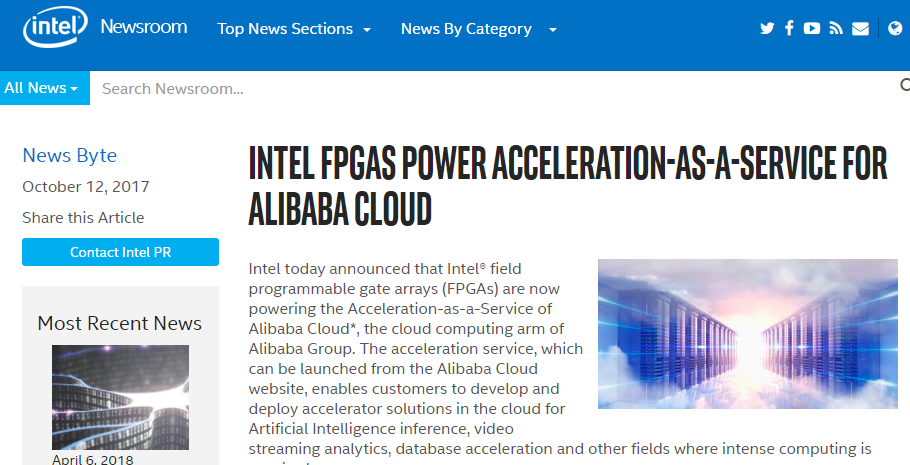 intel Newsroom Top News Sections News By Category
All News Search Newsroom...
News Byte
October 12, 2017
Share this Article
Contact Intel PR
Most Recent News
April 6, 2018
INTEL FPGAS POWER ACCELERATION-AS-A-SERVICE FOR
ALIBABA CLOUD
Intel today announced that Intel® field
programmable gate arrays (FPGAs) are now
powering the Acceleration-as-a-Service of
Alibaba Cloud*, the cloud computing arm of
Alibaba Group. The acceleration service, which
can be launched from the Alibaba Cloud
website, enables customers to develop and
deploy accelerator solutions in the cloud for
Artificial Intelligence inference, video
streaming analytics, database acceleration and other fields where intense computing is